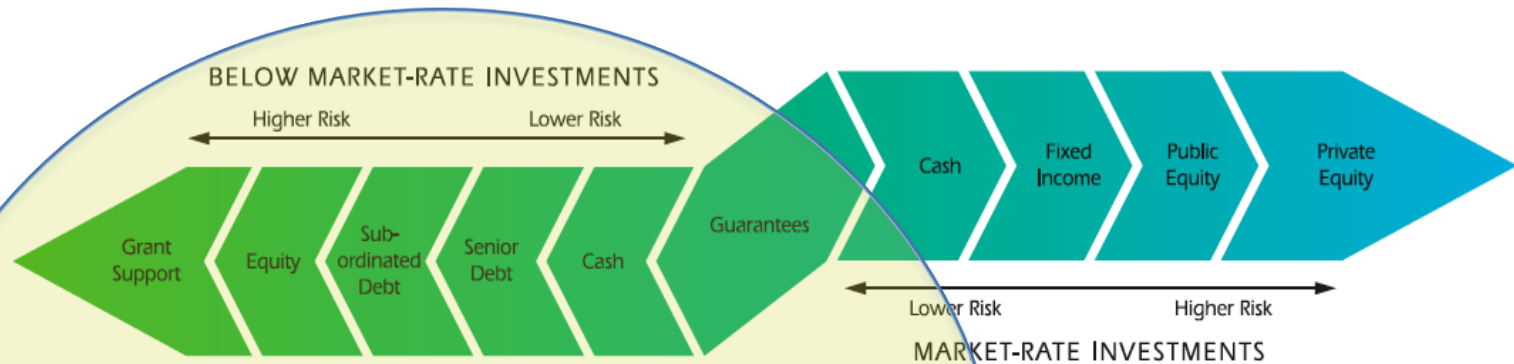 BELOW MARKET-RATE INVESTMENTS
Higher Risk
Lower Risk
Grant
Support
Equity
Sub-
ordinated
Debt
Senior
Debt
Cash
Guarantees
Cash
Fixed
Income
Public
Equity
Private
Equity
Lower Risk
Higher Risk
MARKET-RATE INVESTMENTS